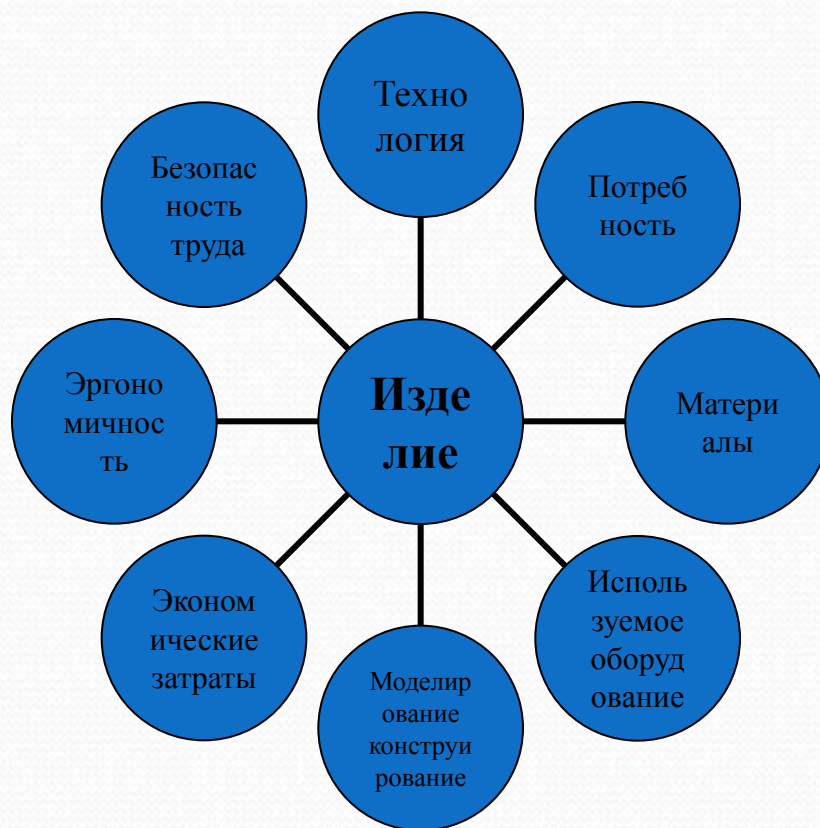 Техно
логия
Потреб
ность
Матери
алы
Исполь
зуемое
оборуд
ование
Моделир
ование
конструи
рование
Эконом
ические
затраты
Эргоно
мичнос
ть
Безопас
ность
труда
Изде
лие